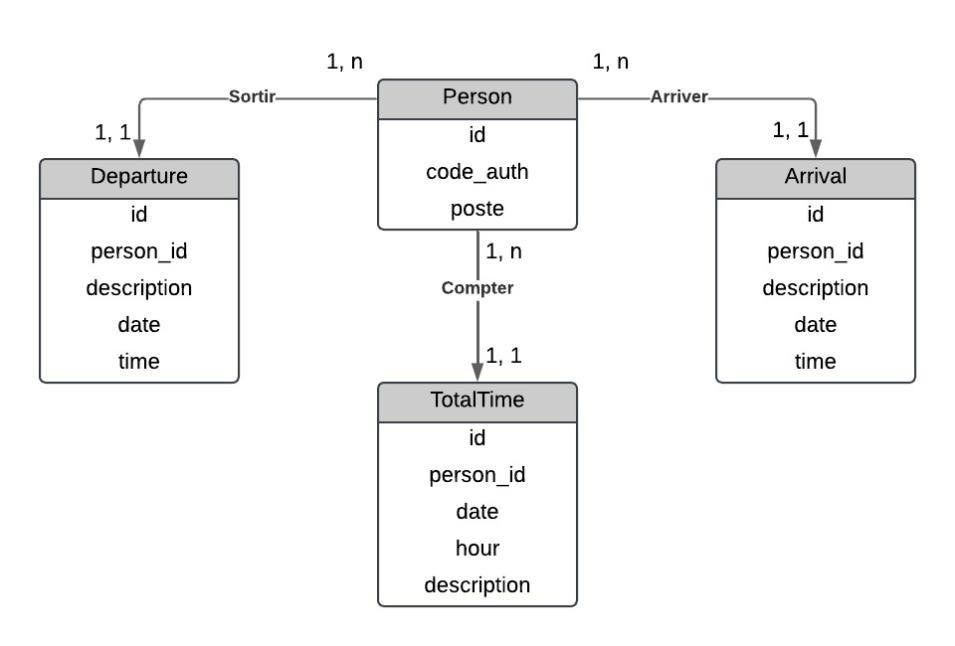 1, n
1, n
Sortir
Person
Arriver
1, 1
1, 1
id
code_auth
poste
Departure
id
person_id
description
date
time
Arrival
id
person_id
description
date
time
1, n
Compter
1, 1
TotalTime
id
person_id
date
hour
description